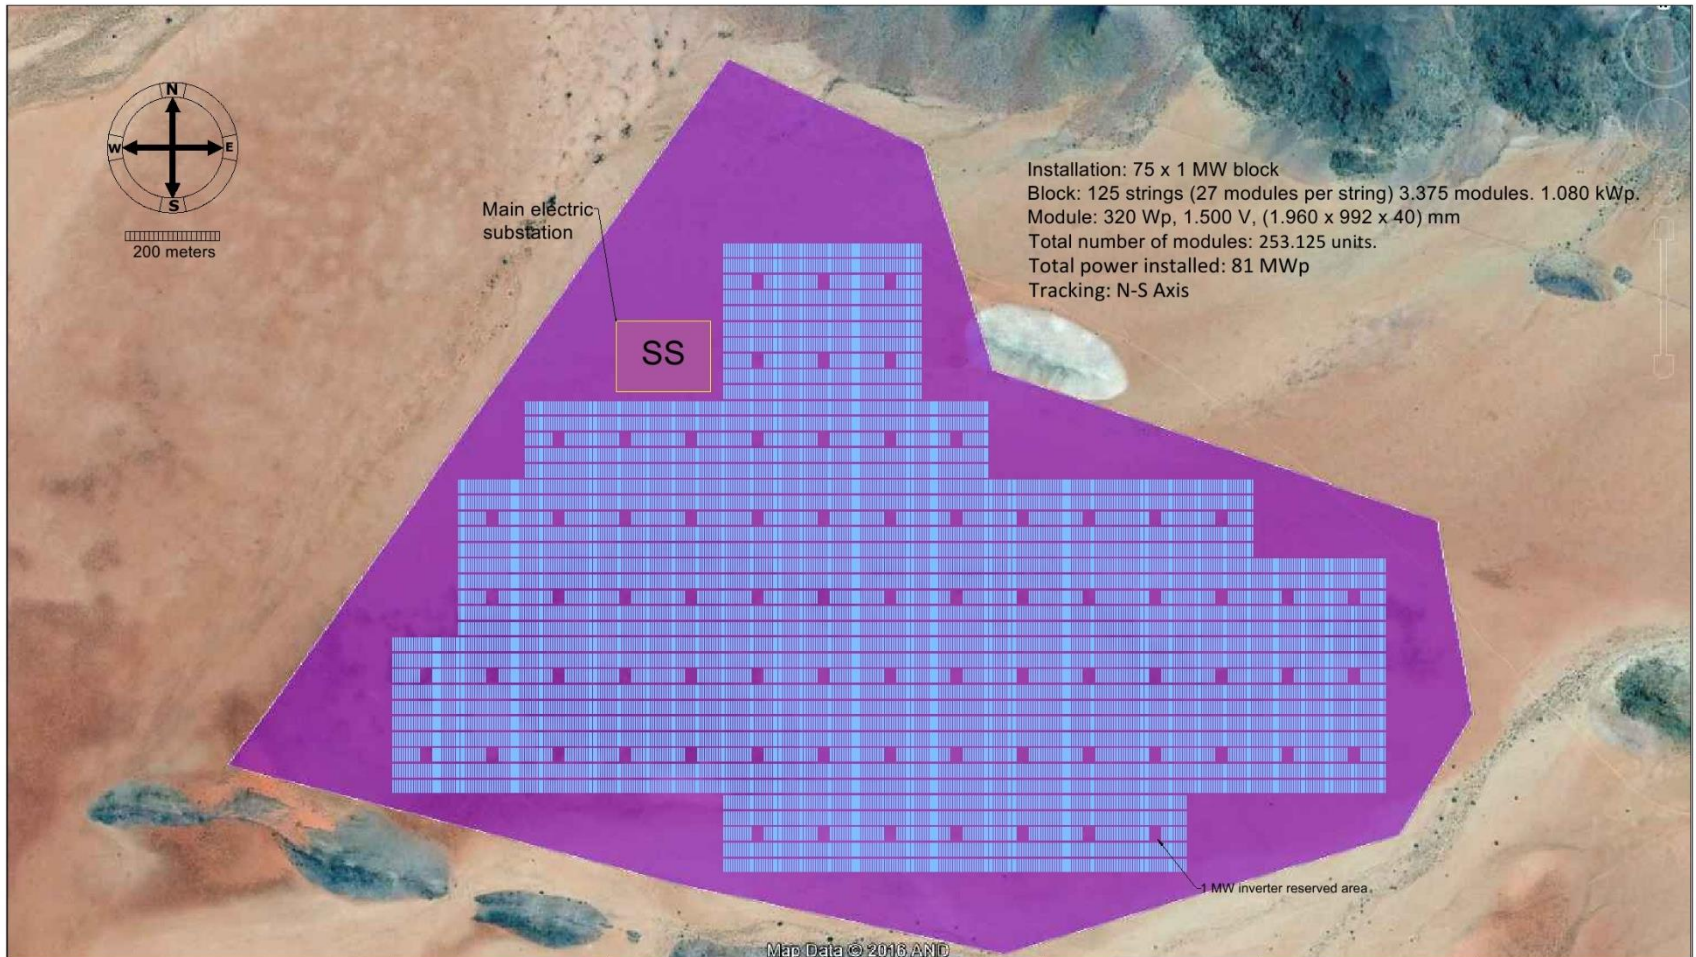 N
W
E
S
200 meters
Main electric
substation
SS
Installation: 75 x 1 MW block
Block: 125 strings (27 modules per string) 3.375 modules. 1.080 kWp.
Module: 320 Wp, 1.500 V, (1.960 x 992 x 40) mm
Total number of modules: 253.125 units.
Total power installed: 81 MWp
Tracking: N-S Axis
1 MW inverter reserved area
Map Data © 2016 AND